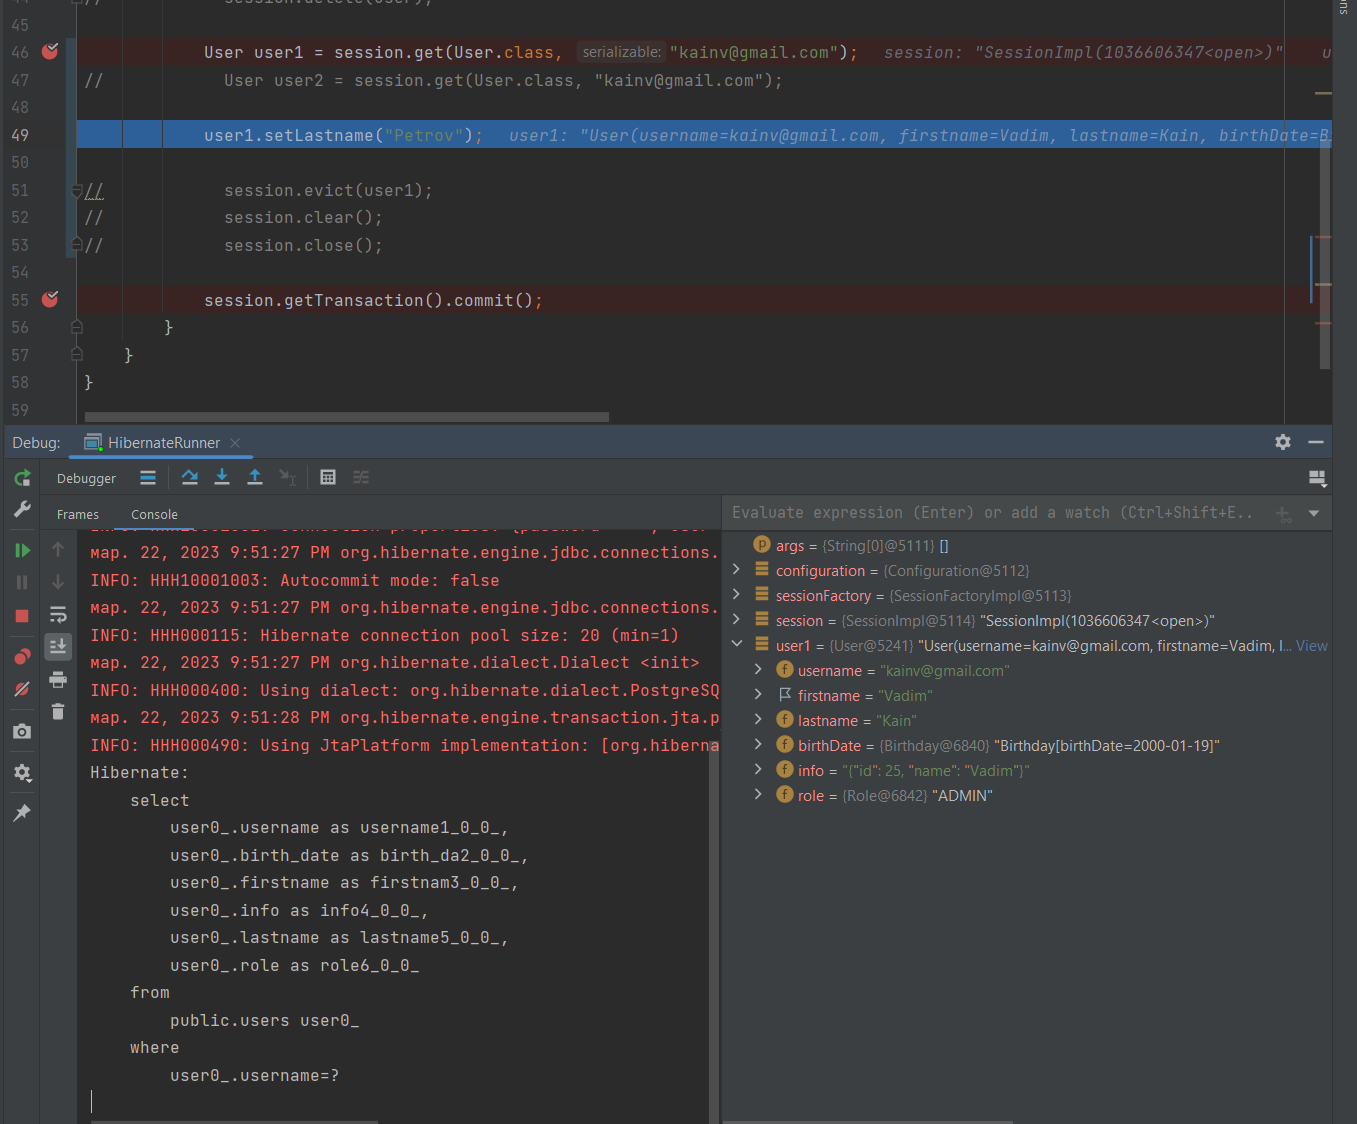 44 // session.delete(user);
45
46 User user1 = session.get(User.class, serializable: "kainv@gmail.com"); session: "SessionImpl(1036606347<open>)"
47 // User user2 = session.get(User.class, "kainv@gmail.com");
48
49 user1.setLastname("Petrov"); user1: "User(username=kainv@gmail.com, firstname=Vadim, lastname=Kain, birthDate=B
50
51 // session.evict(user1);
52 // session.clear();
53 // session.close();
54
55 session.getTransaction().commit();
56 }
57 }
58 }
59
Debug: HibernateRunner
Debugger
Frames Console
мар. 22, 2023 9:51:27 PM org.hibernate.engine.jdbc.connections.
INFO: HHH10001003: Autocommit mode: false
мар. 22, 2023 9:51:27 PM org.hibernate.engine.jdbc.connections.
INFO: HHH000115: Hibernate connection pool size: 20 (min=1)
мар. 22, 2023 9:51:27 PM org.hibernate.dialect.Dialect <init>
INFO: HHH000400: Using dialect: org.hibernate.dialect.PostgreSQ
мар. 22, 2023 9:51:28 PM org.hibernate.engine.transaction.jta.p
INFO: HHH000490: Using JtaPlatform implementation: [org.hiberna
Hibernate:
select
user0_.username as username1_0_0_,
user0_.birth_date as birth_da2_0_0_,
user0_.firstname as firstnam3_0_0_,
user0_.info as info4_0_0_,
user0_.lastname as lastname5_0_0_,
user0_.role as role6_0_0_
from
public.users user0_
where
user0_.username=?
Evaluate expression (Enter) or add a watch (Ctrl+Shift+E..
p args = {String[0]@5111} []
configuration = {Configuration@5112}
sessionFactory = {SessionFactoryImpl@5113}
session = {SessionImpl@5114} "SessionImpl(1036606347<open>)"
user1 = {User@5241} "User(username=kainv@gmail.com, firstname=Vadim, l... View
f username = "kainv@gmail.com"
firstname = "Vadim"
f lastname = "Kain"
f birthDate = {Birthday@6840} "Birthday[birthDate=2000-01-19]"
f info = "{"id": 25, "name": "Vadim"}"
f role = {Role@6842} "ADMIN"